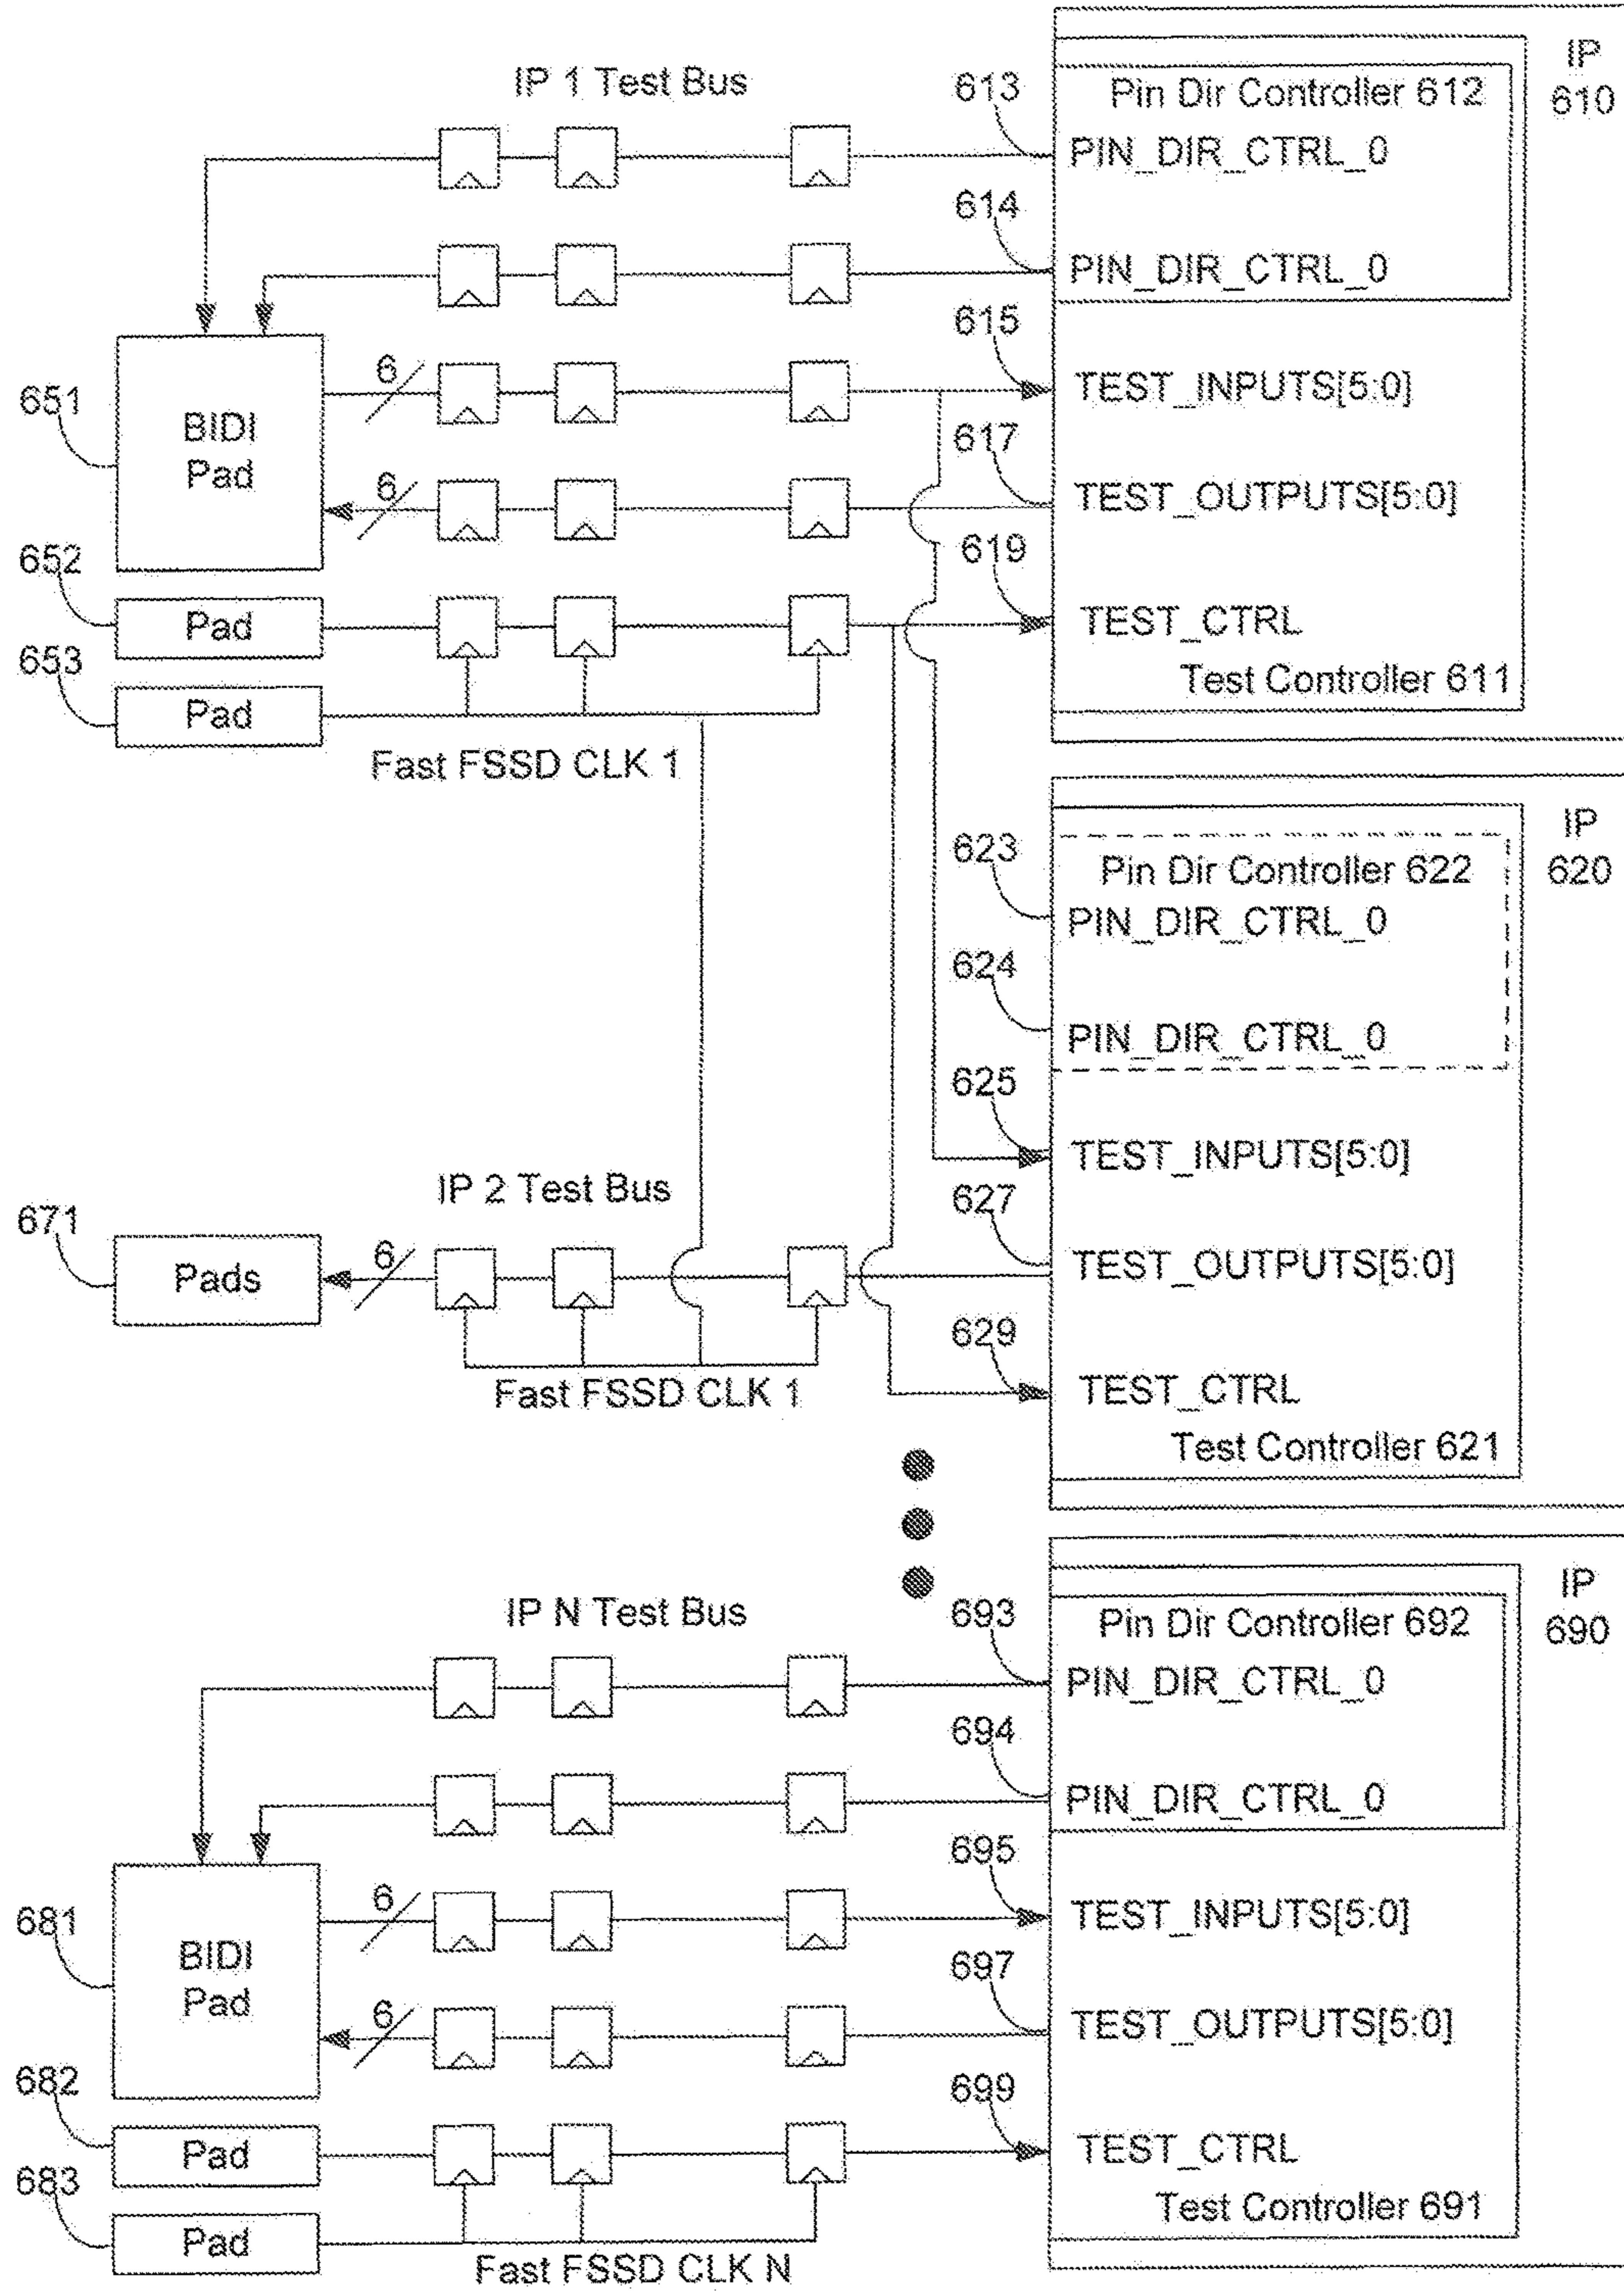 IP 1 Test Bus
613
Pin Dir Controller 612
IP
610
PIN_DIR_CTRL_0
614
PIN_DIR_CTRL_0
615
6
TEST_INPUTS[5:0]
651
BIDI
Pad
617
6
TEST_OUTPUTS[5:0]
652
619
Pad
TEST_CTRL
653
Test Controller 611
Pad
Fast FSSD CLK 1
IP
620
623
Pin Dir Controller 622
PIN_DIR_CTRL_0
624
PIN_DIR_CTRL_0
625
TEST_INPUTS[5:0]
IP 2 Test Bus
671
627
6
Pads
TEST_OUTPUTS[5:0]
629
Fast FSSD CLK 1
TEST_CTRL
Test Controller 621
IP
690
IP N Test Bus
693
Pin Dir Controller 692
PIN_DIR_CTRL_0
694
PIN_DIR_CTRL_0
695
6
TEST_INPUTS[5:0]
681
BIDI
Pad
697
6
TEST_OUTPUTS[5:0]
682
699
Pad
TEST_CTRL
683
Test Controller 691
Pad
Fast FSSD CLK N